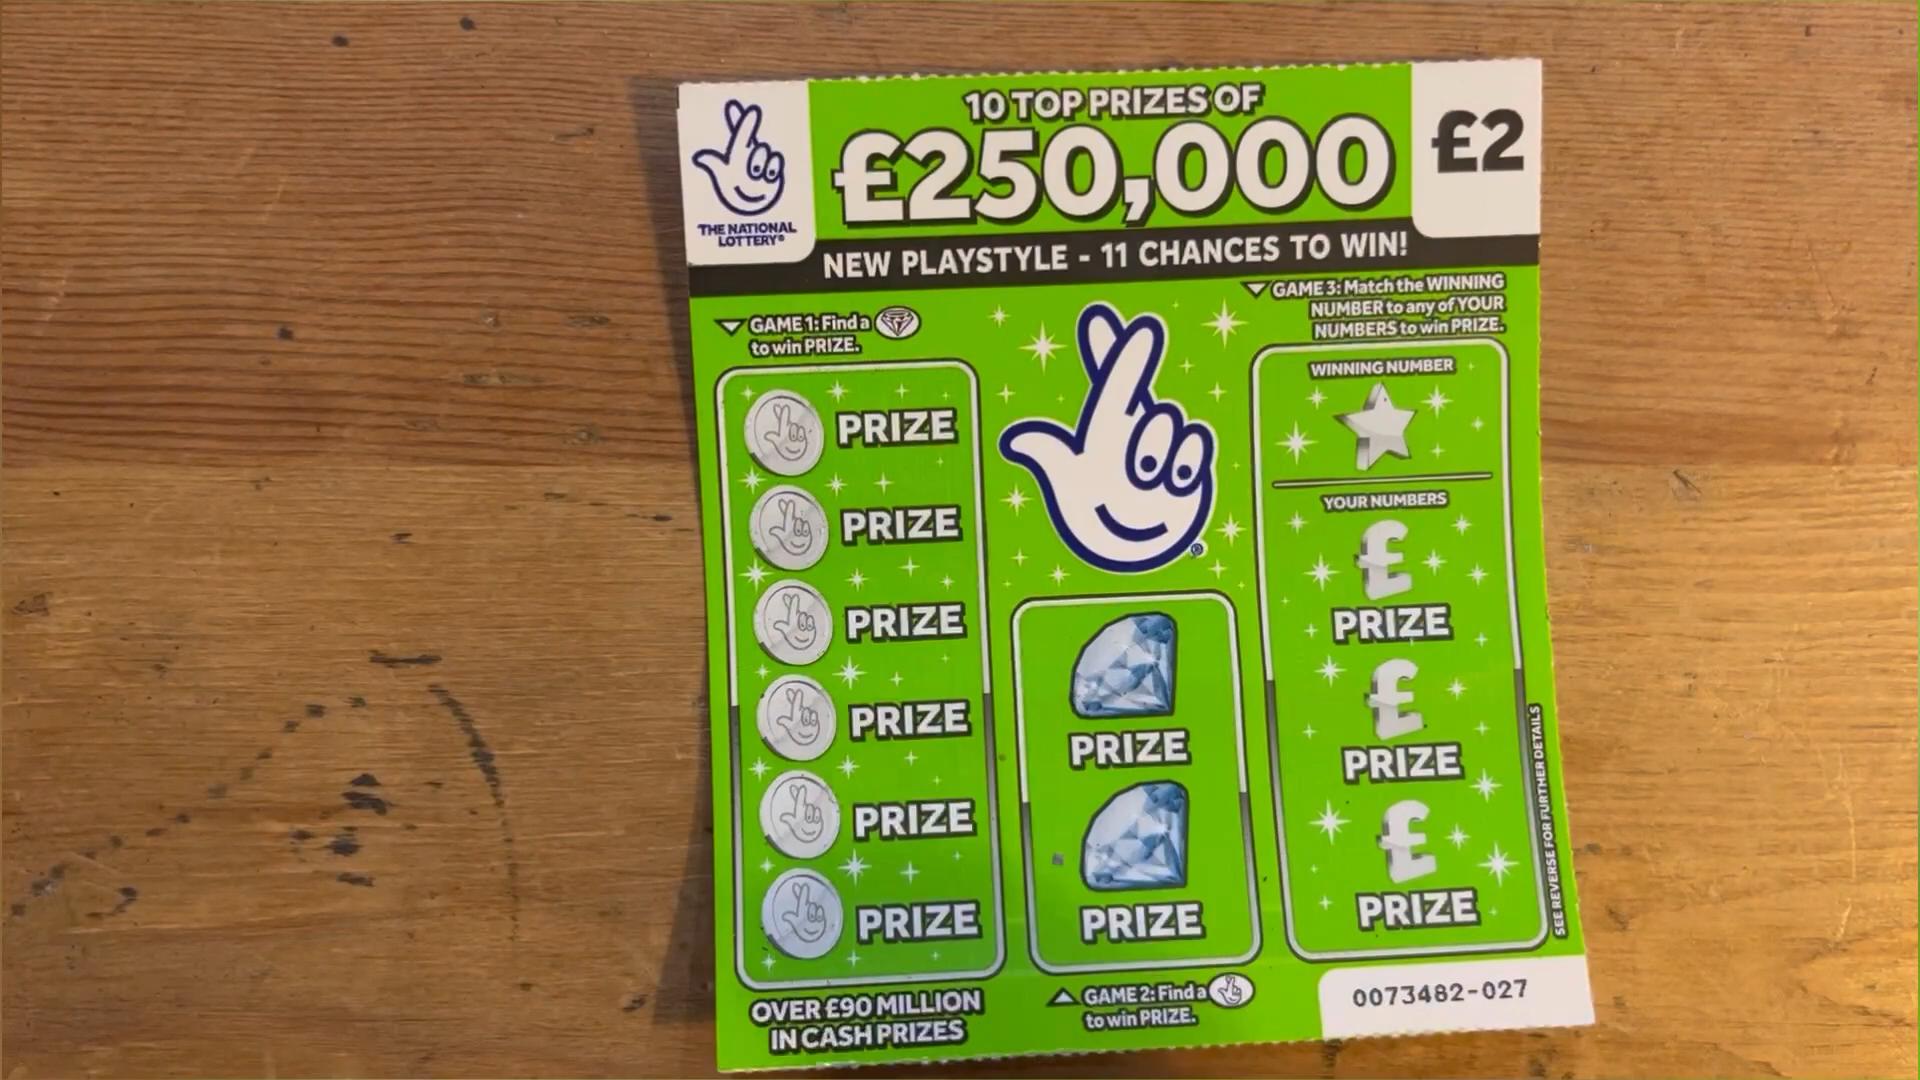 10 TOP PRIZES OF
£250,000
£2
THE NATIONAL
LOTTERY®
NEW PLAYSTYLE - 11 CHANCES TO WIN!
GAME 1: Find a
to win PRIZE.
PRIZE
PRIZE
PRIZE
PRIZE
PRIZE
PRIZE
OVER £90 MILLION
IN CASH PRIZES
®
PRIZE
PRIZE
GAME 2: Find a
to win PRIZE.
GAME 3: Match the WINNING
NUMBER to any of YOUR
NUMBERS to win PRIZE.
WINNING NUMBER
YOUR NUMBERS
£
PRIZE
£
PRIZE
£
PRIZE
SEE REVERSE FOR FURTHER DETAILS
0073482-027